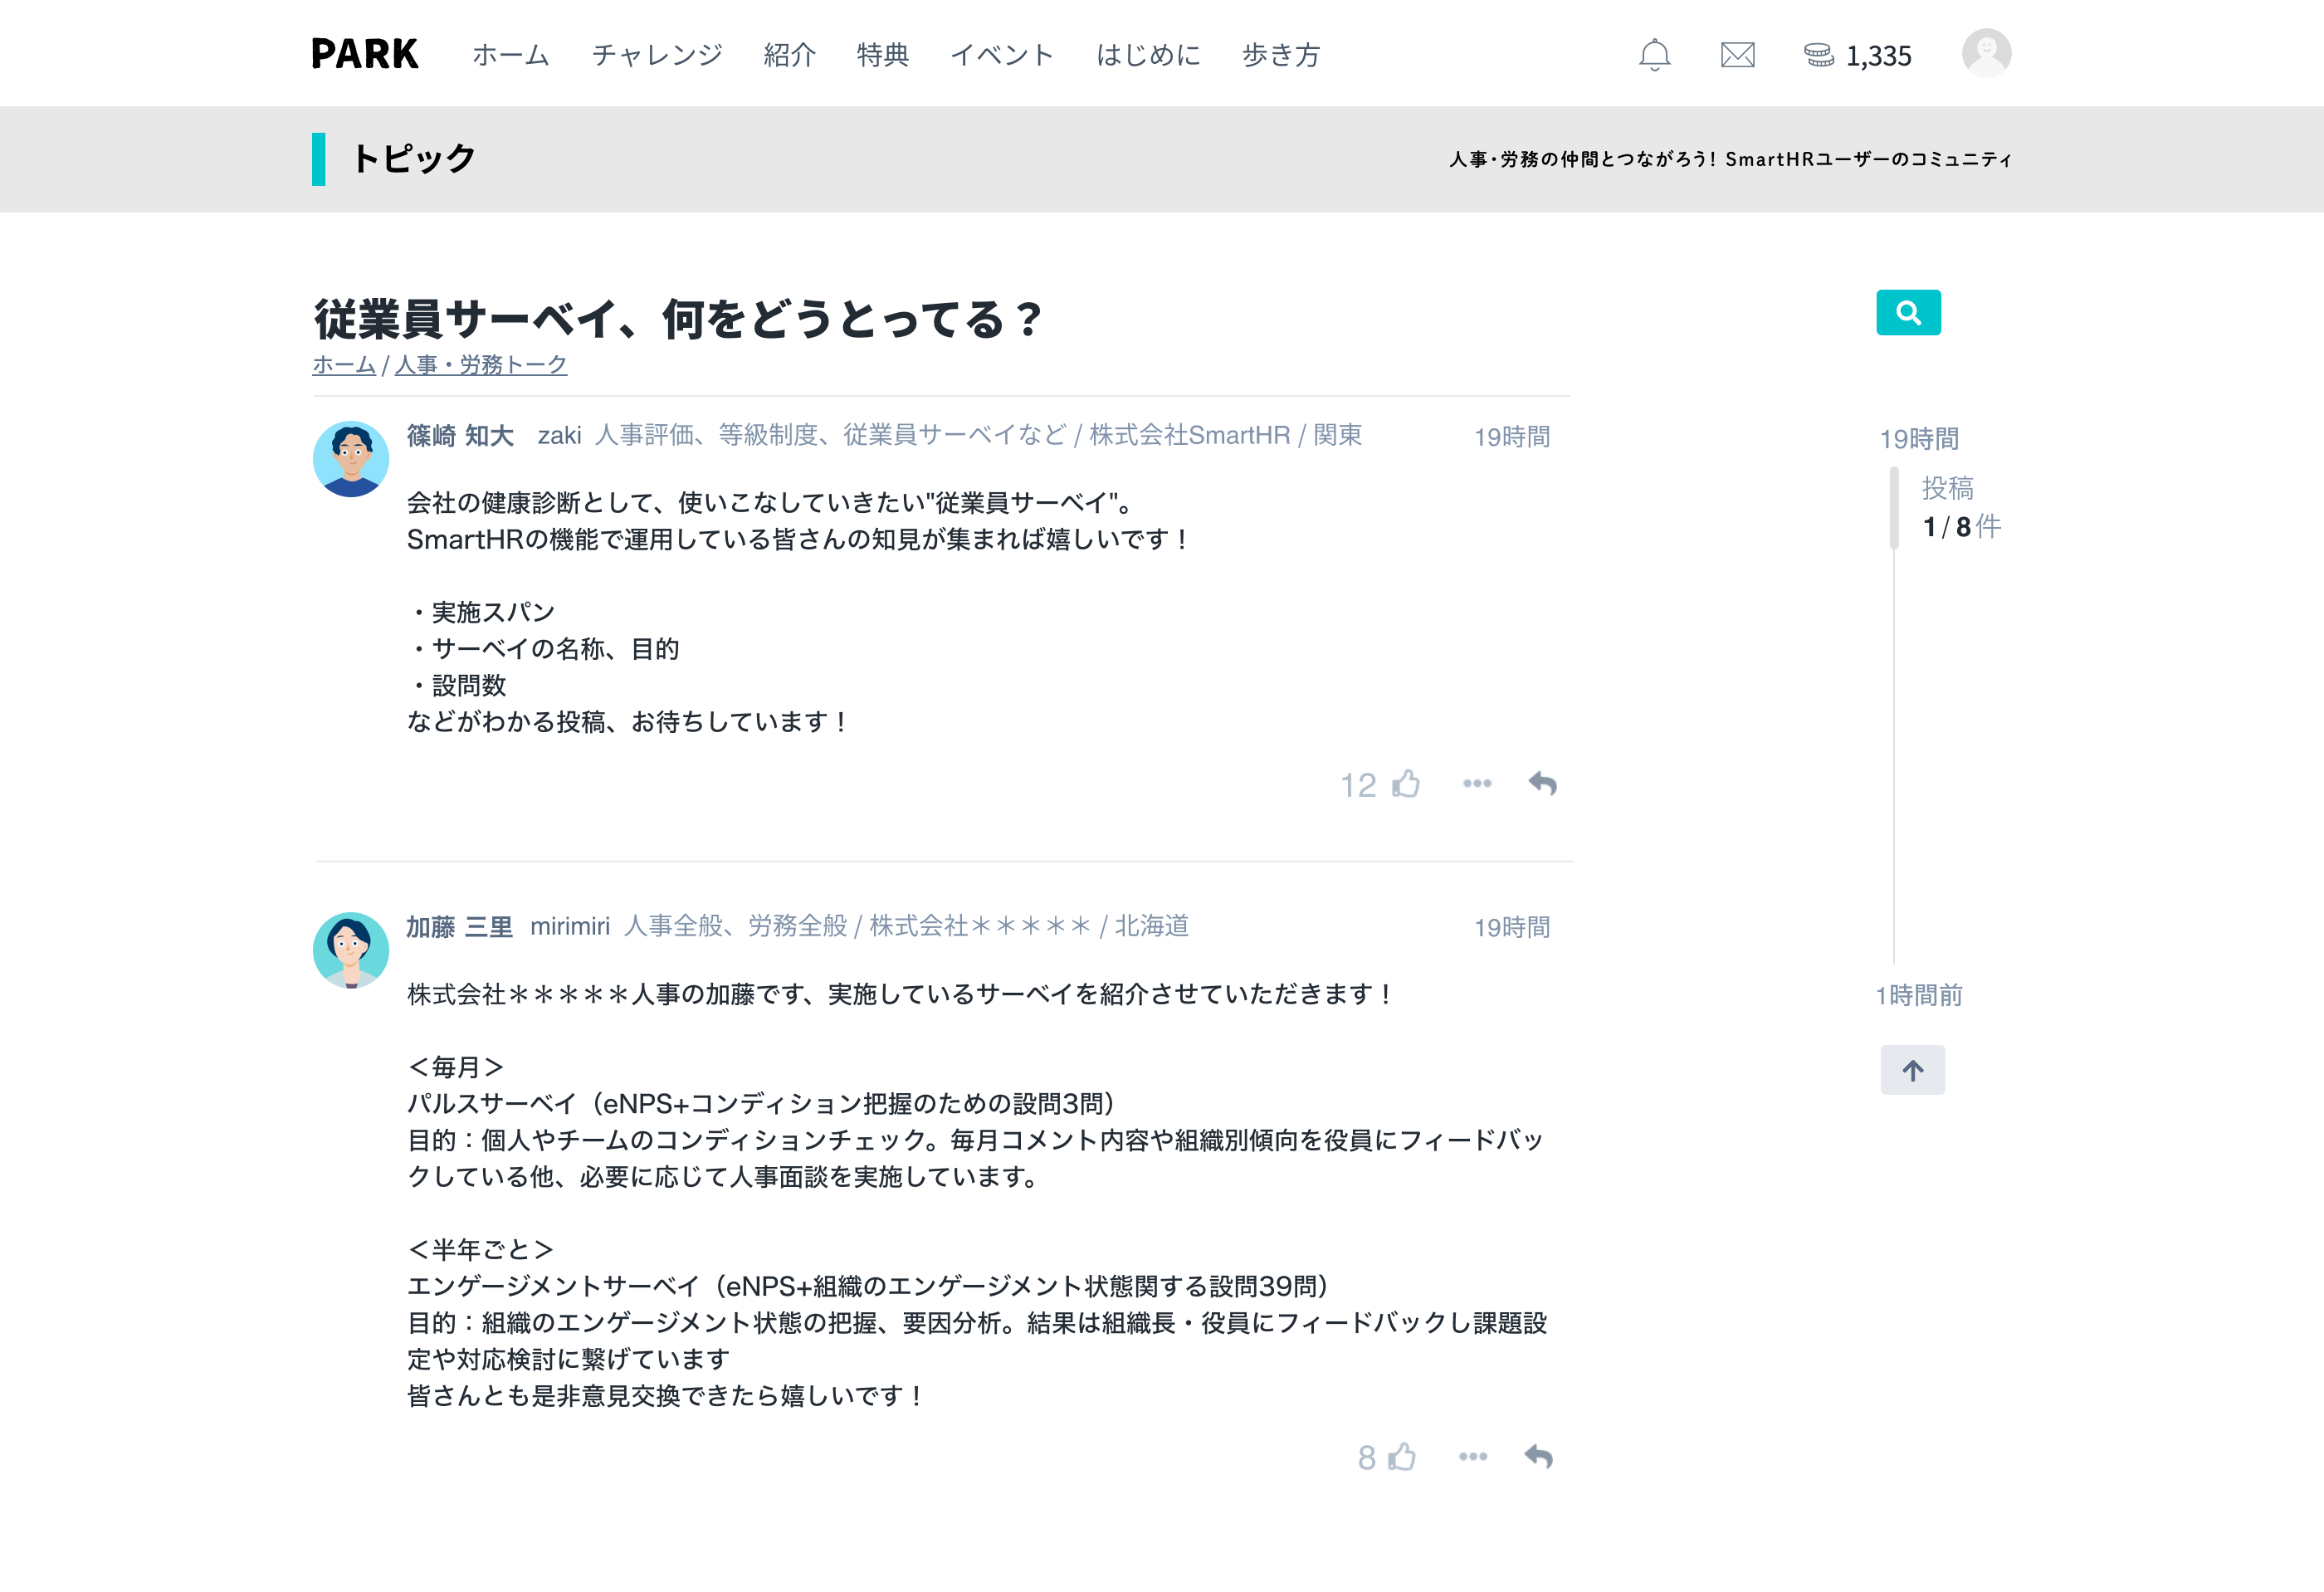 PARK ホーム チャレンジ 紹介 特典 イベント はじめに 歩き方 1,335
トピック 人事・労務の仲間とつながろう! SmartHRユーザーのコミュニティ
従業員サーベイ、何をどうとってる？
ホーム / 人事・労務トーク
篠崎 知大 zaki 人事評価、等級制度、従業員サーベイなど / 株式会社SmartHR / 関東 19時間
会社の健康診断として、使いこなしていきたい"従業員サーベイ"。
SmartHRの機能で運用している皆さんの知見が集まれば嬉しいです！
・実施スパン
・サーベイの名称、目的
・設問数
などがわかる投稿、お待ちしています！
12
加藤 三里 mirimiri 人事全般、労務全般 / 株式会社＊＊＊＊＊ / 北海道 19時間
株式会社＊＊＊＊＊人事の加藤です、実施しているサーベイを紹介させていただきます！
＜毎月＞
パルスサーベイ（eNPS+コンディション把握のための設問3問）
目的：個人やチームのコンディションチェック。毎月コメント内容や組織別傾向を役員にフィードバッ
クしている他、必要に応じて人事面談を実施しています。
＜半年ごと＞
エンゲージメントサーベイ（eNPS+組織のエンゲージメント状態関する設問39問）
目的：組織のエンゲージメント状態の把握、要因分析。結果は組織長・役員にフィードバックし課題設
定や対応検討に繋げています
皆さんとも是非意見交換できたら嬉しいです！
8
19時間
投稿
1 / 8 件
1時間前